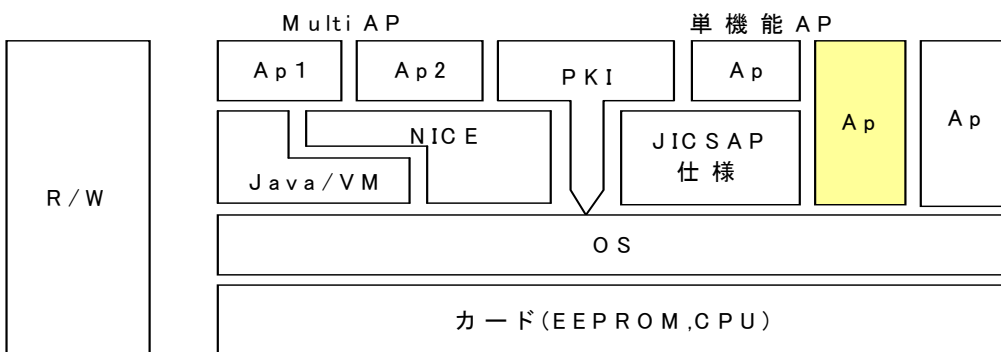 Multi AP
単機能AP
Ap1
Ap2
PKI
Ap
Ap
Ap
NICE
JICSAP
仕様
Java/VM
R/W
OS
カード(EEPROM,CPU)